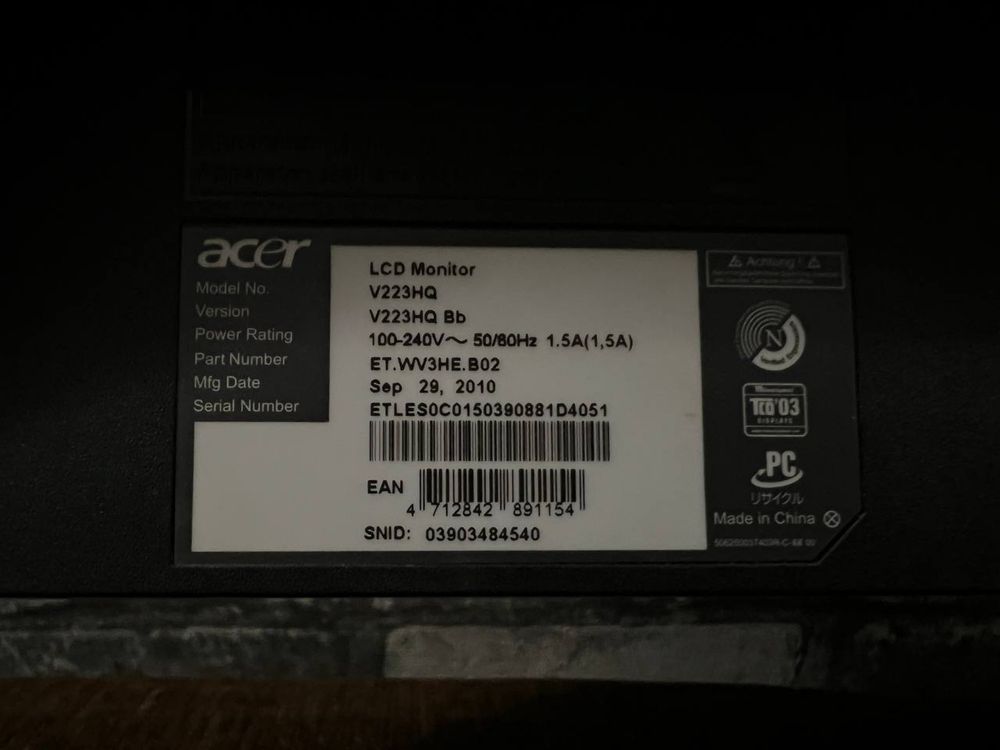 acer
LCD Monitor
Model No. V223HQ
Version V223HQ Bb
Power Rating 100-240V～ 50/60Hz 1.5A(1,5A)
Part Number ET.WV3HE.B02
Mfg Date Sep 29, 2010
Serial Number ETLES0C0150390881D4051
EAN 4 712842 891154
SNID: 03903484540
Achtung !
N
TCO'03
DISPLAYS
PC
リサイクル
Made in China